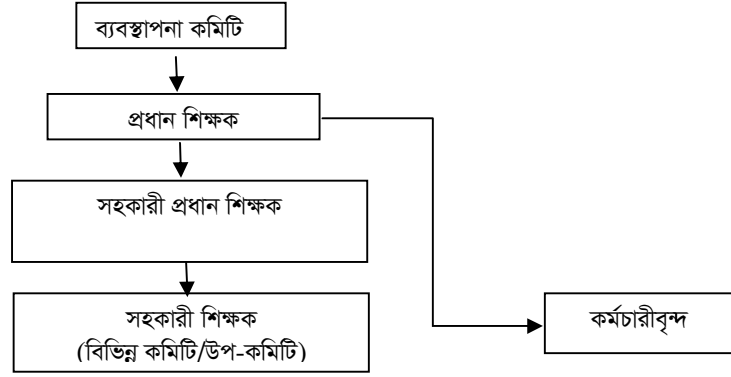 ব্যবস্থাপনা কমিটি
প্রধান শিক্ষক
সহকারী প্রধান শিক্ষক
সহকারী শিক্ষক
(বিভিন্ন কমিটি/উপ-কমিটি)
কর্মচারীবৃন্দ